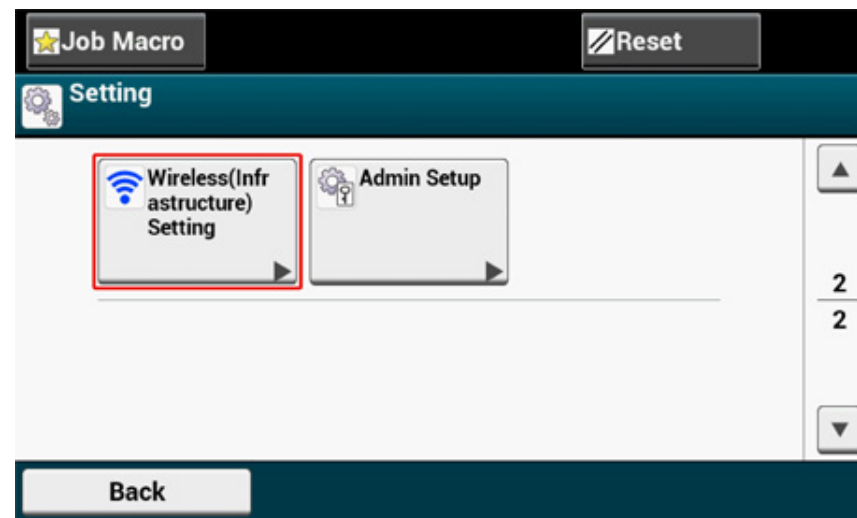 Job Macro
Reset
Setting
Wireless(Infr
astructure)
Setting
Admin Setup
2
2
Back